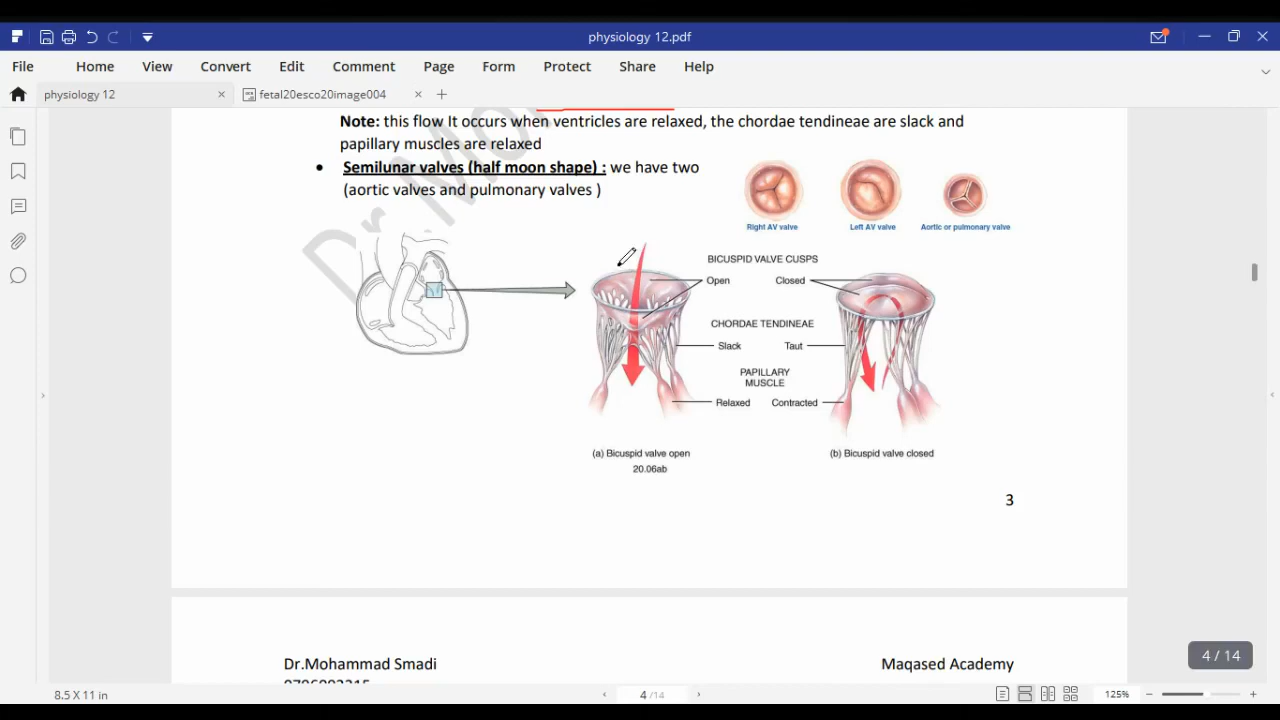 physiology 12.pdf
File Home View Convert Edit Comment Page Form Protect Share Help
physiology 12 fetal20esco20image004
Note: this flow It occurs when ventricles are relaxed, the chordae tendineae are slack and
papillary muscles are relaxed
• Semilunar valves (half moon shape) : we have two
(aortic valves and pulmonary valves )
Right AV valve Left AV valve Aortic or pulmonary valve
BICUSPID VALVE CUSPS
Open Closed
CHORDAE TENDINEAE
Slack Taut
PAPILLARY
MUSCLE
Relaxed Contracted
(a) Bicuspid valve open (b) Bicuspid valve closed
20.06ab
3
Dr.Mohammad Smadi Maqased Academy
4 / 14
8.5 X 11 in 4 /14 125%